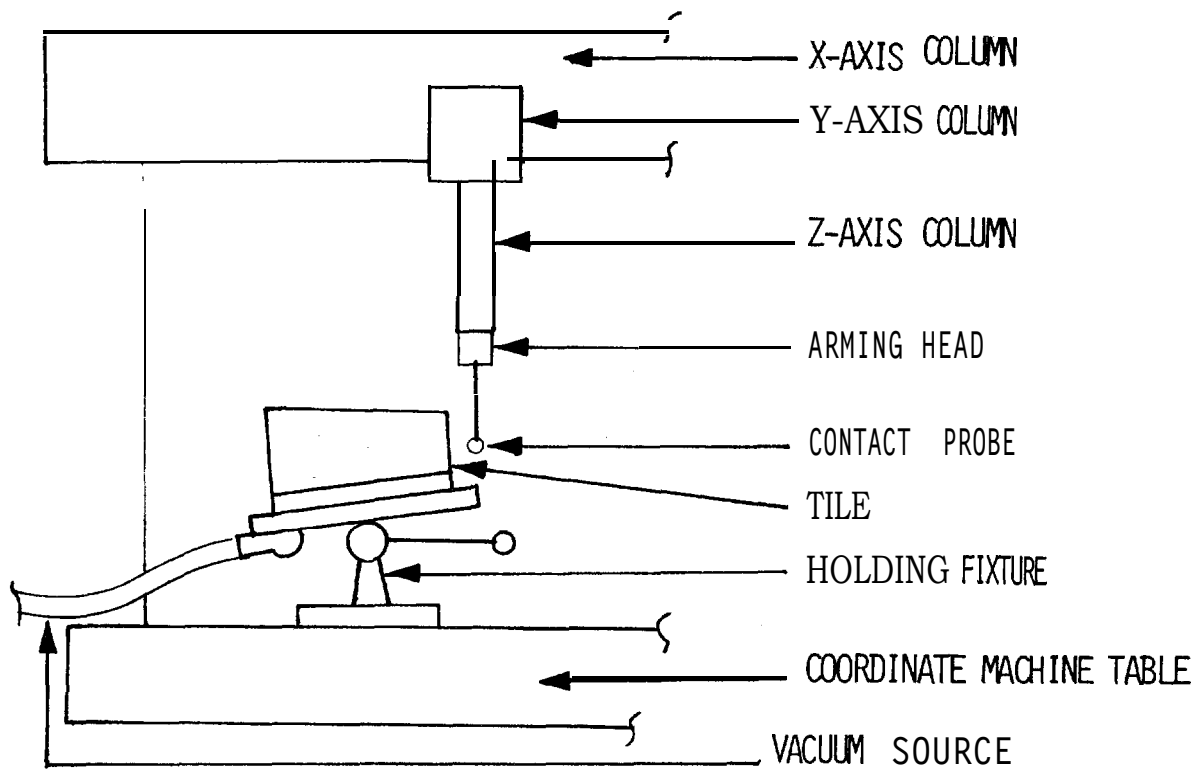 X-AXIS COLUMN
Y-AXIS COLUMN
Z-AXIS COLUMN
ARMING HEAD
CONTACT PROBE
TILE
HOLDING FIXTURE
COORDINATE MACHINE TABLE
VACUUM SOURCE